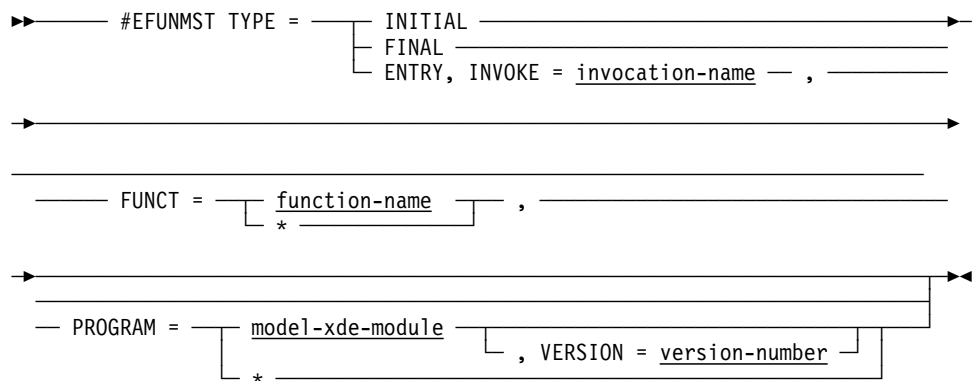 #EFUNMST TYPE = INITIAL
FINAL
ENTRY, INVOKE = invocation-name ,
FUNCT = function-name ,
*
PROGRAM = model-xde-module
, VERSION = version-number
*